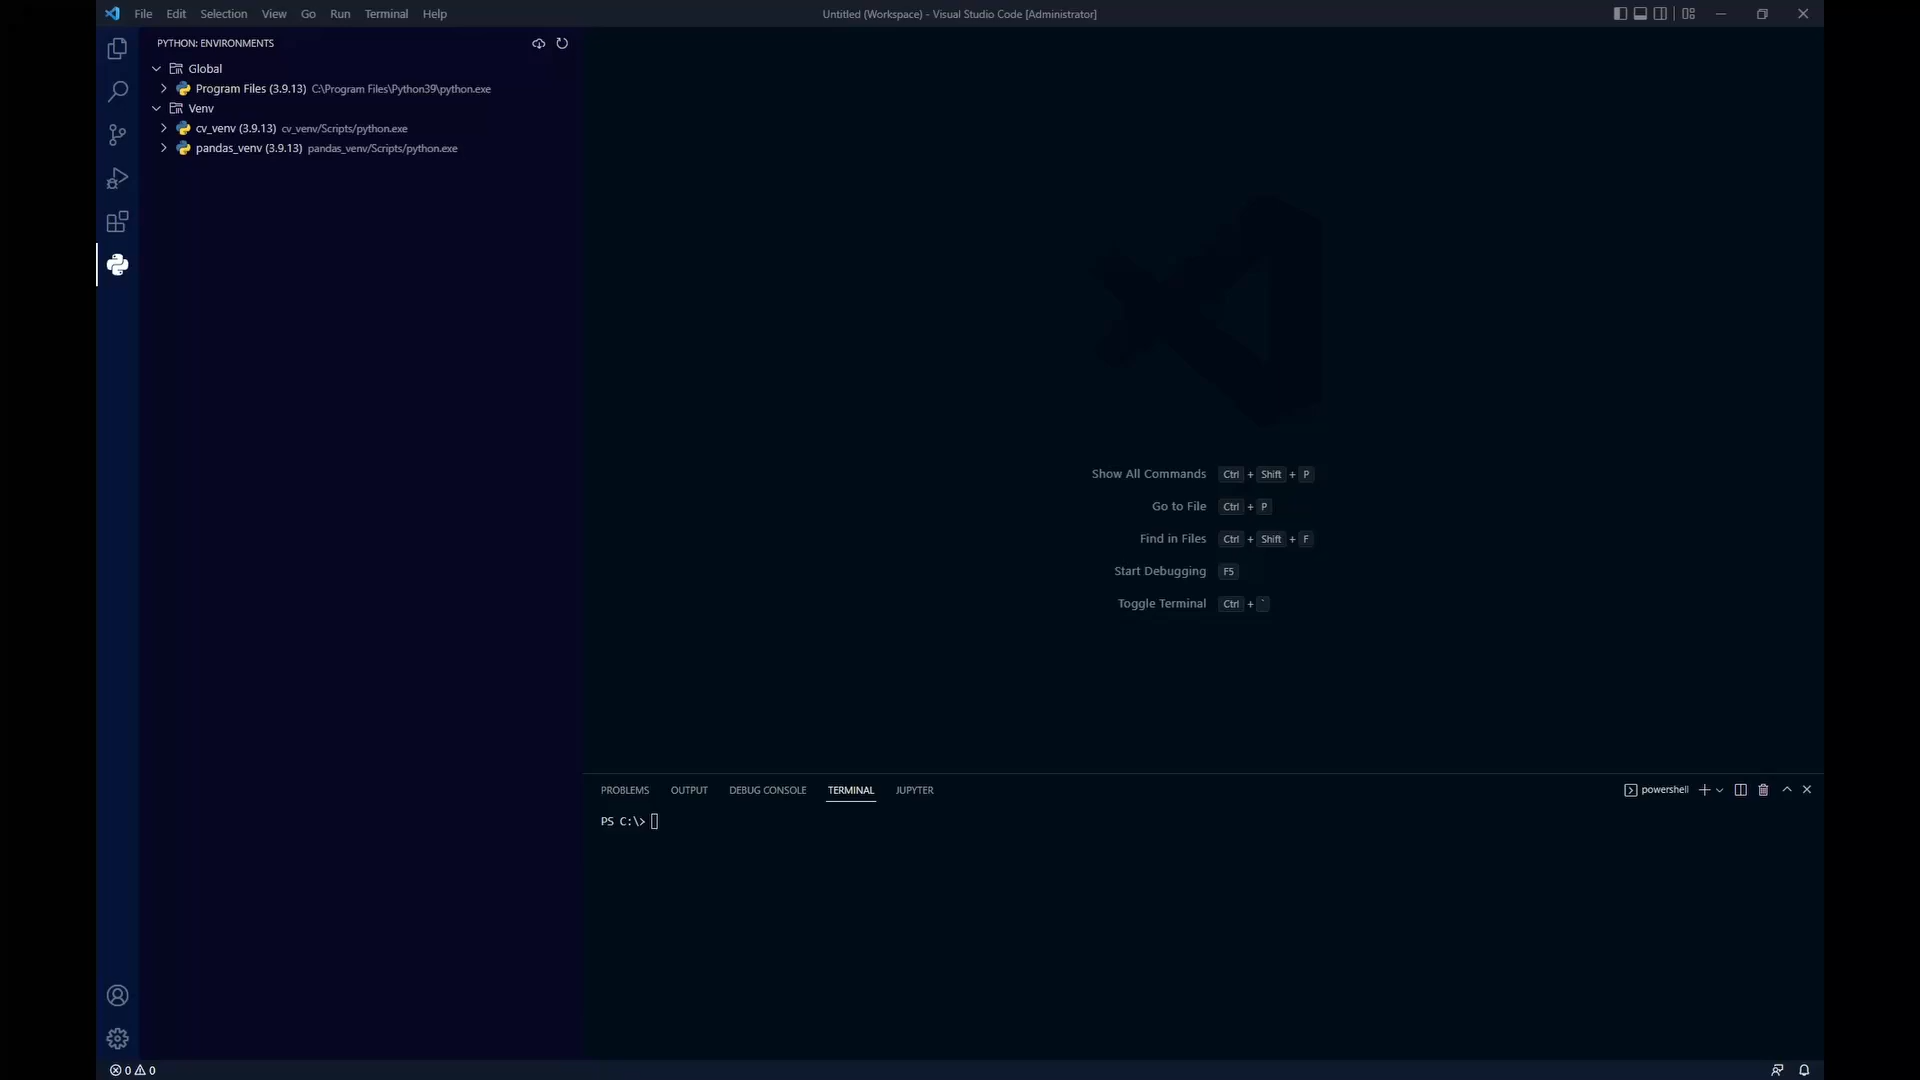 File Edit Selection View Go Run Terminal Help
Untitled (Workspace) - Visual Studio Code [Administrator]
PYTHON: ENVIRONMENTS
Global
Program Files (3.9.13) C:\Program Files\Python39\python.exe
Venv
cv_venv (3.9.13) cv_venv/Scripts/python.exe
pandas_venv (3.9.13) pandas_venv/Scripts/python.exe
Show All Commands Ctrl + Shift + P
Go to File Ctrl + P
Find in Files Ctrl + Shift + F
Start Debugging F5
Toggle Terminal Ctrl + `
PROBLEMS OUTPUT DEBUG CONSOLE TERMINAL JUPYTER
powershell
PS C:\>
0 0